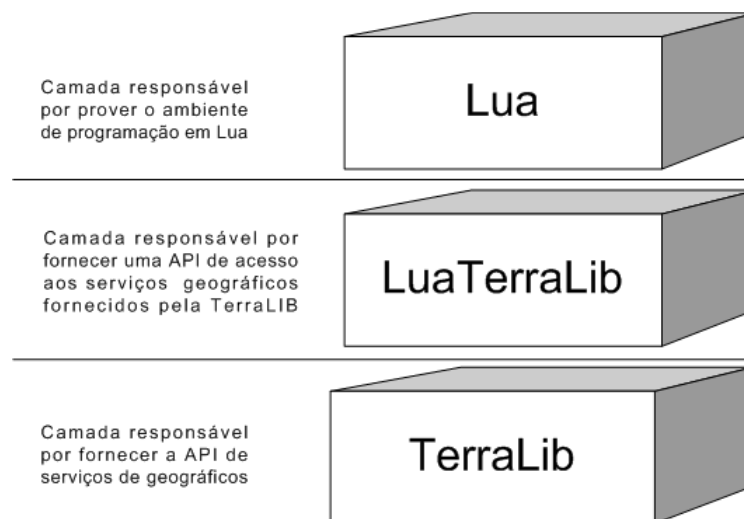 Camada responsável
por prover o ambiente
de programação em Lua
Lua
Camada responsável por
fornecer uma API de acesso
aos serviços geográficos
fornecidos pela TerraLIB
LuaTerraLib
Camada responsável
por fornecer a API de
serviços de geográficos
TerraLib